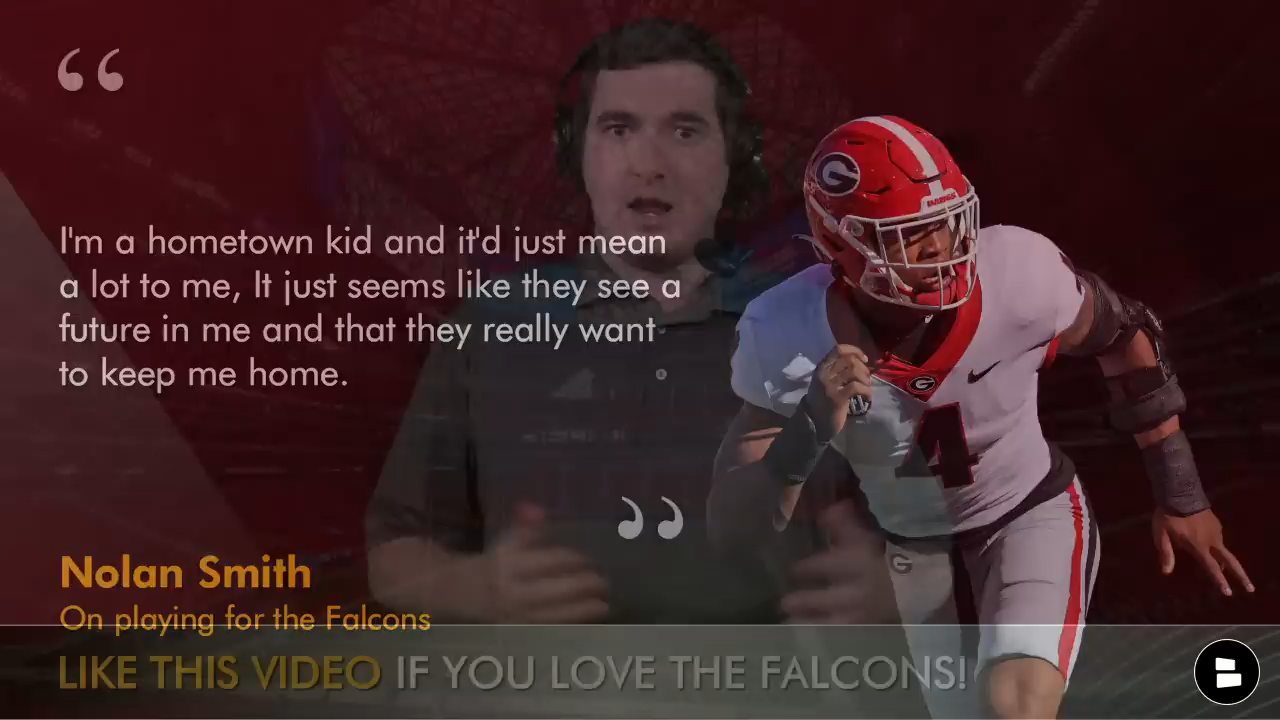 “
I'm a hometown kid and it'd just mean
a lot to me, It just seems like they see a
future in me and that they really want
to keep me home.
”
Nolan Smith
On playing for the Falcons
LIKE THIS VIDEO IF YOU LOVE THE FALCONS!
G
G
4
G